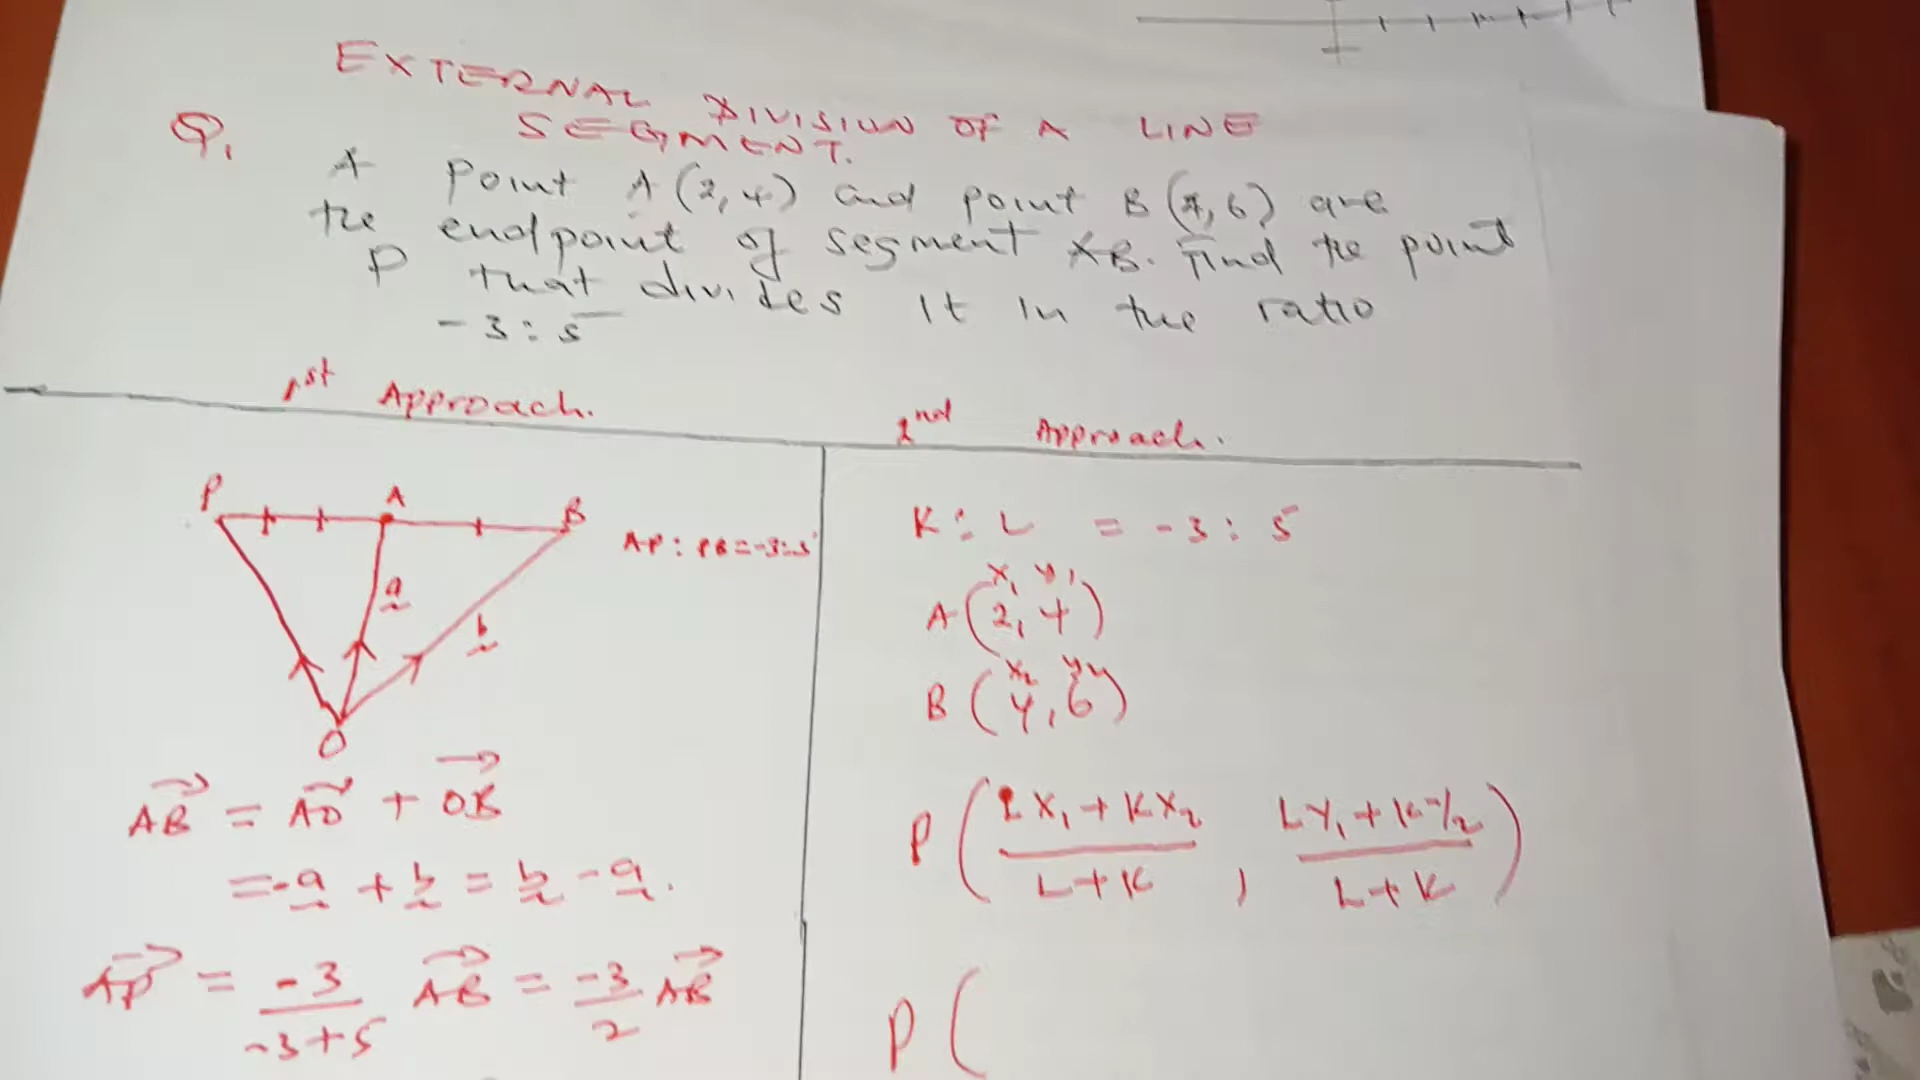 EXTERNAL DIVISION OF A LINE
SEGMENT.
Q1
A point A(2,4) and point B(4,6) are
the endpoint of segment AB. Find the point
P that divides it in the ratio
-3:5
1st Approach.
P A B
AP:PB=-3:5
a
b
O
AB = AO + OB
=-a + b = b - a.
AP = -3/-3+5 AB = -3/2 AB
2nd Approach.
K:L = -3:5
x1 y1
A(2,4)
x2 y2
B(4,6)
P(Lx1+Kx2/L+K, Ly1+Ky2/L+K)
P(